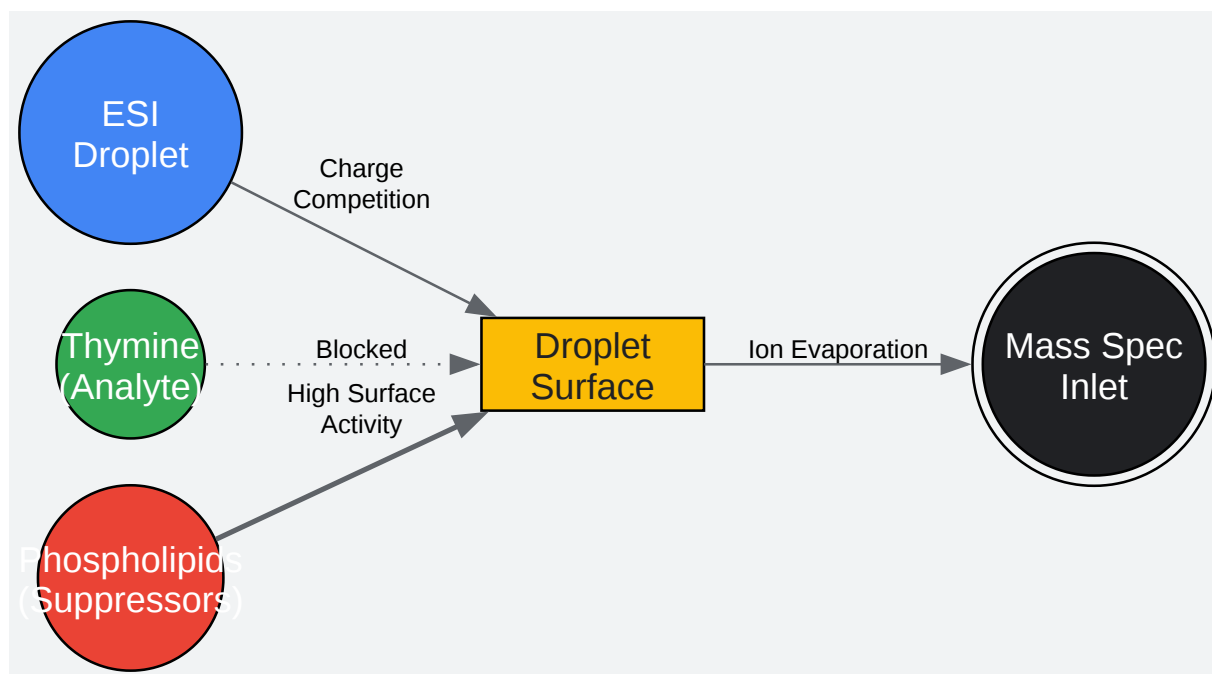 ESI
Droplet
Charge
Competition
Thymine
(Analyte)
Blocked
High Surface
Activity
Droplet
Surface
Ion Evaporation
Mass Spec
Inlet
Phospholipids
(Suppressors)